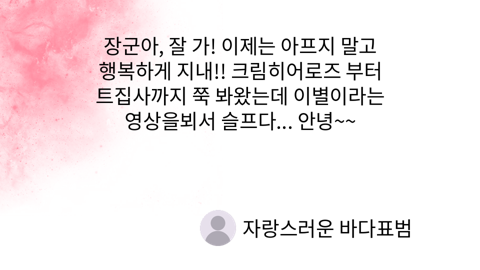 장군아, 잘 가! 이제는 아프지 말고
행복하게 지내!! 크림히어로즈 부터
트집사까지 쭉 봐왔는데 이별이라는
영상을뵈서 슬프다... 안녕~~
자랑스러운 바다표범